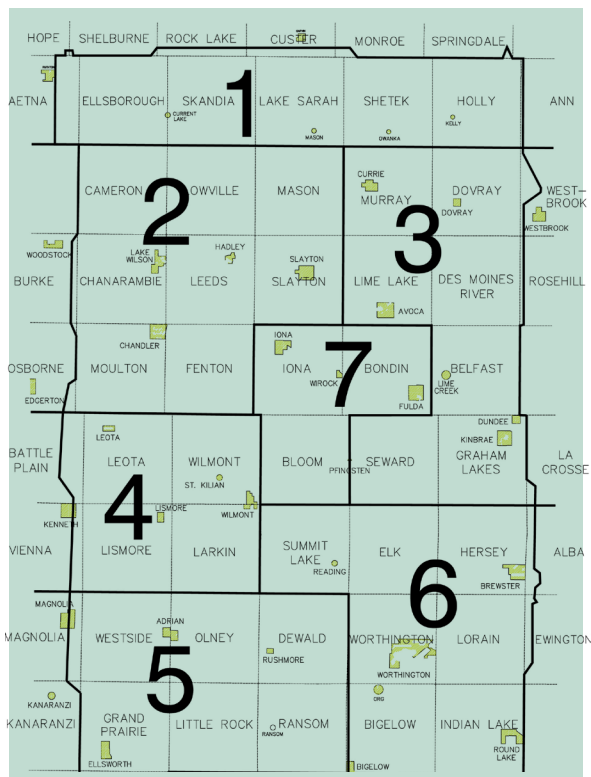 HOPE SHELBURNE ROCK LAKE CUSTER MONROE SPRINGDALE
AETNA ELLSBOROUGH SKANDIA LAKE SARAH SHETEK HOLLY ANN
CURRENT
LAKE
KELLY
MASON OWANKA
1
CURRIE
CAMERON OWVILLE MASON MURRAY DOVRAY WEST-
BROOK
DOVRAY
2
3
WESTBROOK
WOODSTOCK LAKE
WILSON HADLEY SLAYTON
BURKE CHANARAMBIE LEEDS SLAYTON LIME LAKE DES MOINES
RIVER ROSEHILL
AVOCA
CHANDLER IONA
OSBORNE MOULTON FENTON IONA BONDIN BELFAST
WIROCK LIME
CREEK
7
EDGERTON FULDA
DUNDEE
LEOTA KINBRAE
BATTLE
PLAIN LEOTA WILMONT BLOOM SEWARD GRAHAM
LAKES LA
CROSSE
PFINGSTEN
ST. KILIAN
4
KENNETH LISMORE WILMONT
VIENNA LISMORE LARKIN SUMMIT
LAKE ELK HERSEY ALBA
READING BREWSTER
6
MAGNOLIA
ADRIAN
MAGNOLIA WESTSIDE OLNEY DEWALD WORTHINGTON LORAIN EWINGTON
RUSHMORE WORTHINGTON
5
KANARANZI ORG
KANARANZI GRAND
PRAIRIE LITTLE ROCK RANSOM BIGELOW INDIAN LAKE
RANSOM
ELLSWORTH BIGELOW ROUND
LAKE